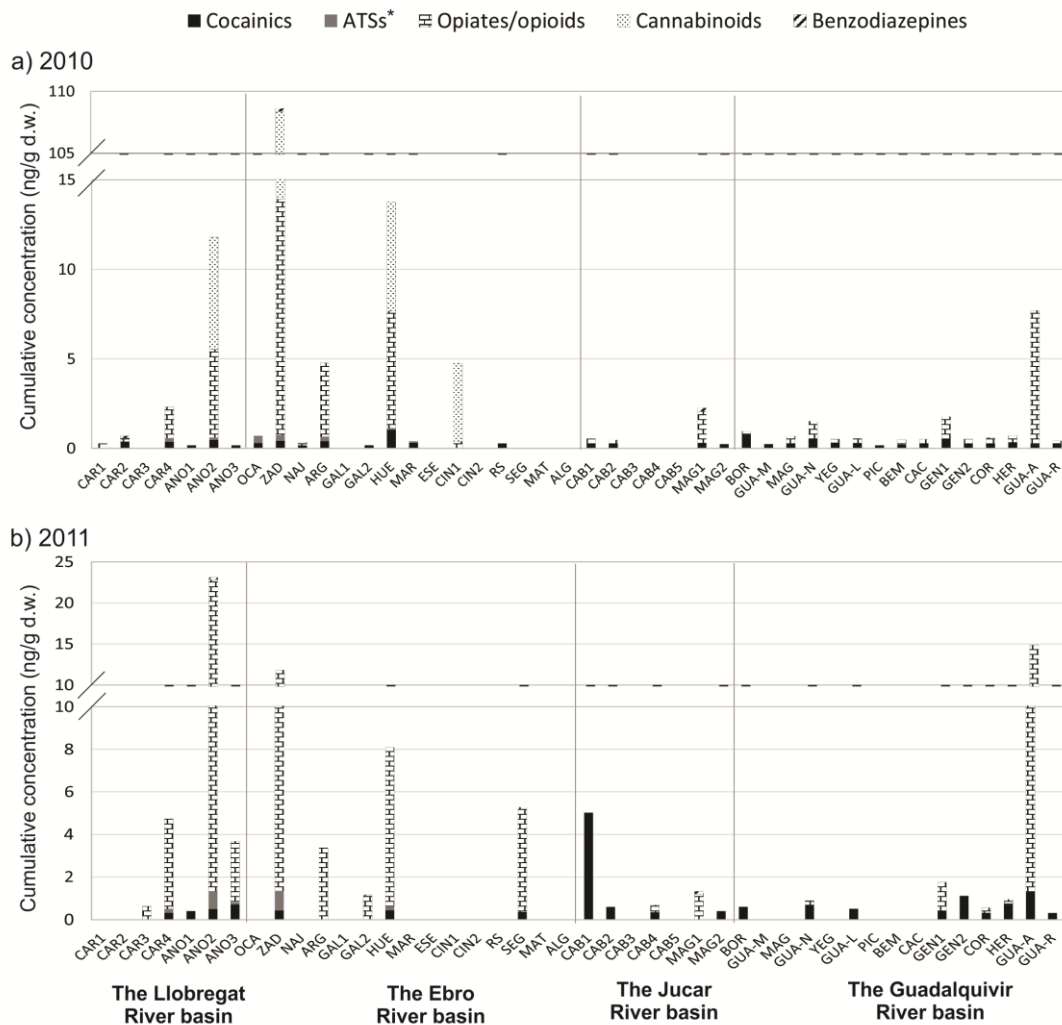 Cocainics ATSs* Opiates/opioids Cannabinoids Benzodiazepines
a) 2010
Cumulative concentration (ng/g d.w.)
110
105
15
10
5
0
CAR1 CAR2 CAR3 CAR4 ANO1 ANO2 ANO3 OCA ZAD NAJ ARG GAL1 GAL2 HUE MAR ESE CIN1 CIN2 RS SEG MAT ALG CAB1 CAB2 CAB3 CAB4 CAB5 MAG1 MAG2 BOR GUA-M MAG GUA-N YEG GUA-L PIC BEM CAC GEN1 GEN2 COR HER GUA-A GUA-R
b) 2011
Cumulative concentration (ng/g d.w.)
25
20
15
10
10
8
6
4
2
0
CAR1 CAR2 CAR3 CAR4 ANO1 ANO2 ANO3 OCA ZAD NAJ ARG GAL1 GAL2 HUE MAR ESE CIN1 CIN2 RS SEG MAT ALG CAB1 CAB2 CAB3 CAB4 CAB5 MAG1 MAG2 BOR GUA-M MAG GUA-N YEG GUA-L PIC BEM CAC GEN1 GEN2 COR HER GUA-A GUA-R
The Llobregat River basin
The Ebro River basin
The Jucar River basin
The Guadalquivir River basin